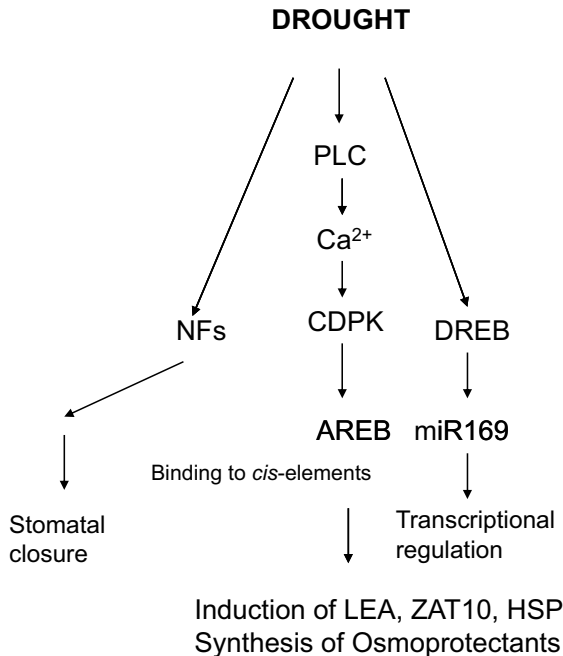 DROUGHT
PLC
Ca²⁺
NFs
CDPK
DREB
AREB
miR169
Binding to cis-elements
Stomatal
closure
Transcriptional
regulation
Induction of LEA, ZAT10, HSP
Synthesis of Osmoprotectants